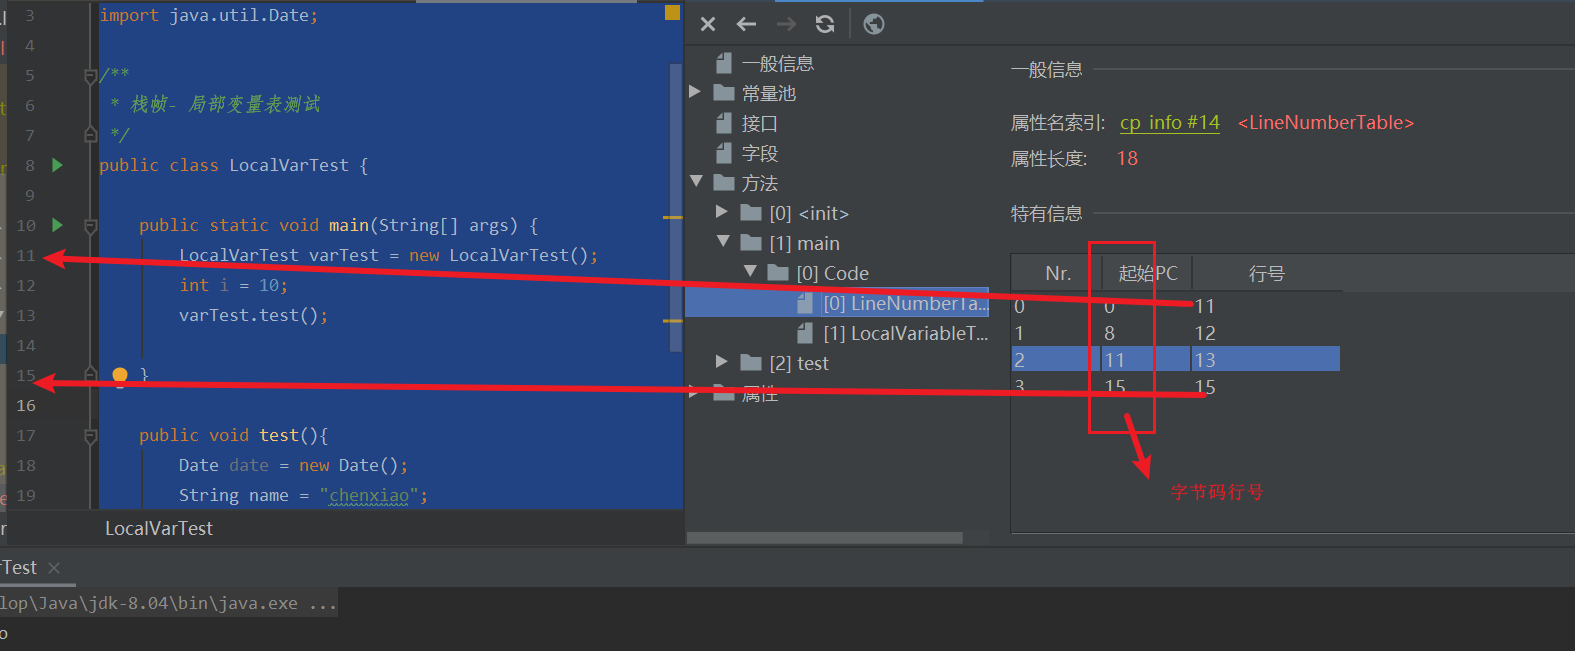 3 import java.util.Date;
4
5 /**
6 * 栈帧- 局部变量表测试
7 */
8 public class LocalVarTest {
9
10 public static void main(String[] args) {
11 LocalVarTest varTest = new LocalVarTest();
12 int i = 10;
13 varTest.test();
14
15 }
16
17 public void test(){
18 Date date = new Date();
19 String name = "chenxiao";
LocalVarTest
一般信息
常量池
接口
字段
方法
[0] <init>
[1] main
[0] Code
[0] LineNumberTa...
[1] LocalVariableT...
[2] test
属性
一般信息
属性名索引: cp info #14 <LineNumberTable>
属性长度: 18
特有信息
Nr. 起始PC 行号
0 0 11
1 8 12
2 11 13
3 15 15
字节码行号
rTest
lop\Java\jdk-8.04\bin\java.exe ...
o